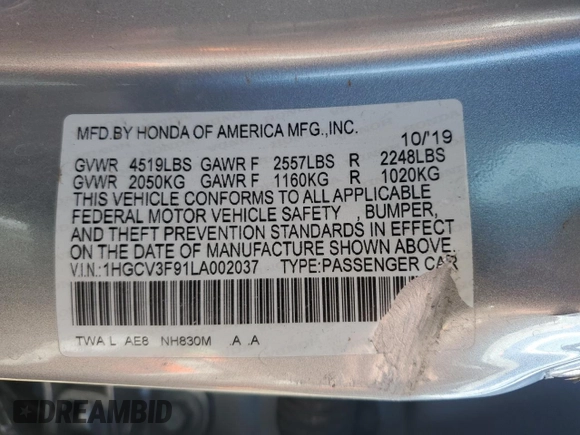 MFD.BY HONDA OF AMERICA MFG.,INC.
10/'19
GVWR 4519LBS GAWR F 2557LBS R 2248LBS
GVWR 2050KG GAWR F 1160KG R 1020KG
THIS VEHICLE CONFORMS TO ALL APPLICABLE
FEDERAL MOTOR VEHICLE SAFETY , BUMPER,
AND THEFT PREVENTION STANDARDS IN EFFECT
ON THE DATE OF MANUFACTURE SHOWN ABOVE.
V.I.N.:1HGCV3F91LA002037 TYPE:PASSENGER CAR
TWA L AE8 NH830M .A .A
DREAMBID